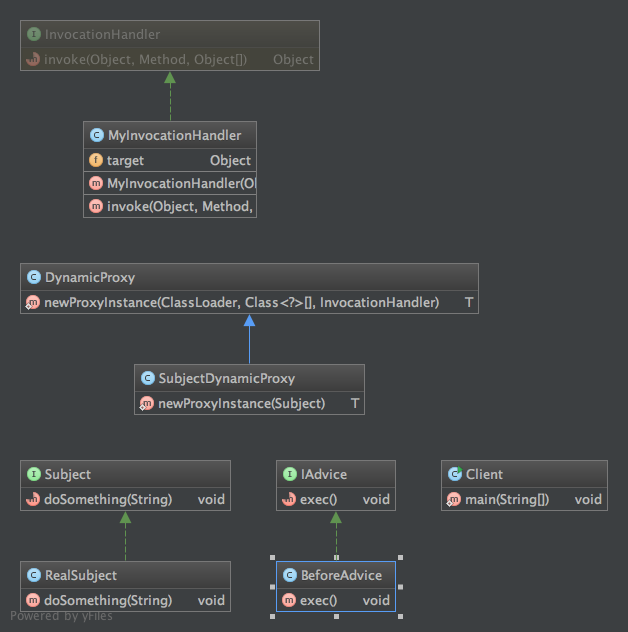 InvocationHandler
invoke(Object, Method, Object[]) Object
MyInvocationHandler
target Object
MyInvocationHandler(Ol
invoke(Object, Method,
DynamicProxy
newProxyInstance(ClassLoader, Class<?>[], InvocationHandler) T
SubjectDynamicProxy
newProxyInstance(Subject) T
Subject
doSomething(String) void
IAdvice
exec() void
Client
main(String[]) void
RealSubject
doSomething(String) void
BeforeAdvice
exec() void
Powered by yFiles